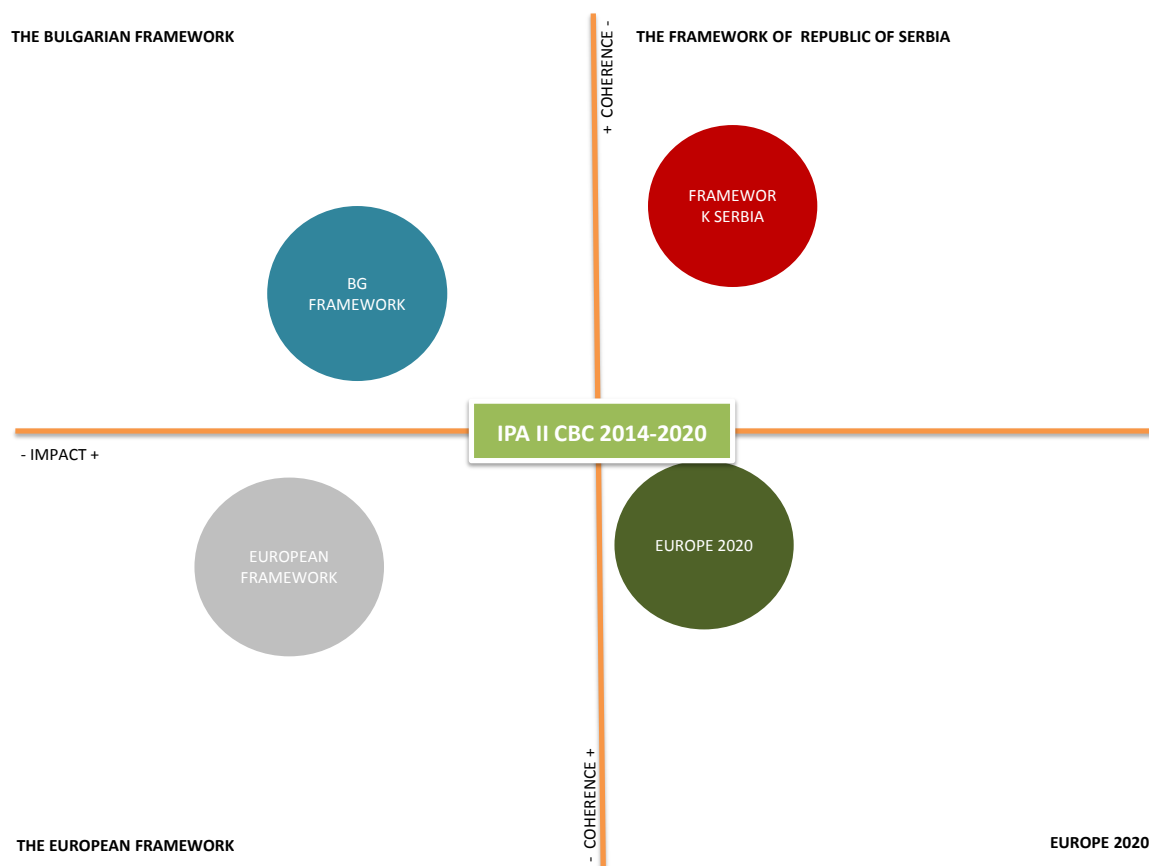 THE BULGARIAN FRAMEWORK
THE FRAMEWORK OF REPUBLIC OF SERBIA
+ COHERENCE -
FRAMEWOR
K SERBIA
BG
FRAMEWORK
IPA II CBC 2014-2020
- IMPACT +
EUROPEAN
FRAMEWORK
EUROPE 2020
- COHERENCE +
THE EUROPEAN FRAMEWORK
EUROPE 2020